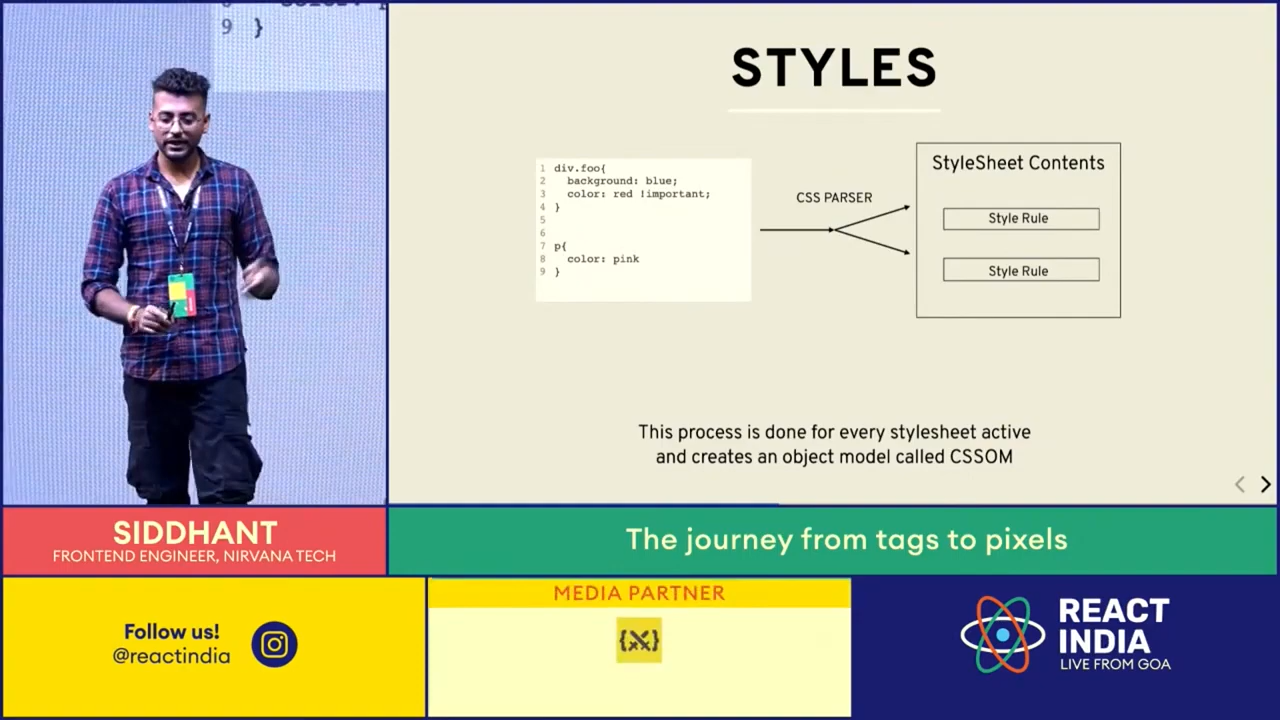 9 }
STYLES
1 div.foo{
2 background: blue;
3 color: red !important;
4 }
5
6
7 p{
8 color: pink
9 }
CSS PARSER
StyleSheet Contents
Style Rule
Style Rule
This process is done for every stylesheet active
and creates an object model called CSSOM
SIDDHANT
FRONTEND ENGINEER, NIRVANA TECH
The journey from tags to pixels
Follow us!
@reactindia
MEDIA PARTNER
{X}
REACT
INDIA
LIVE FROM GOA